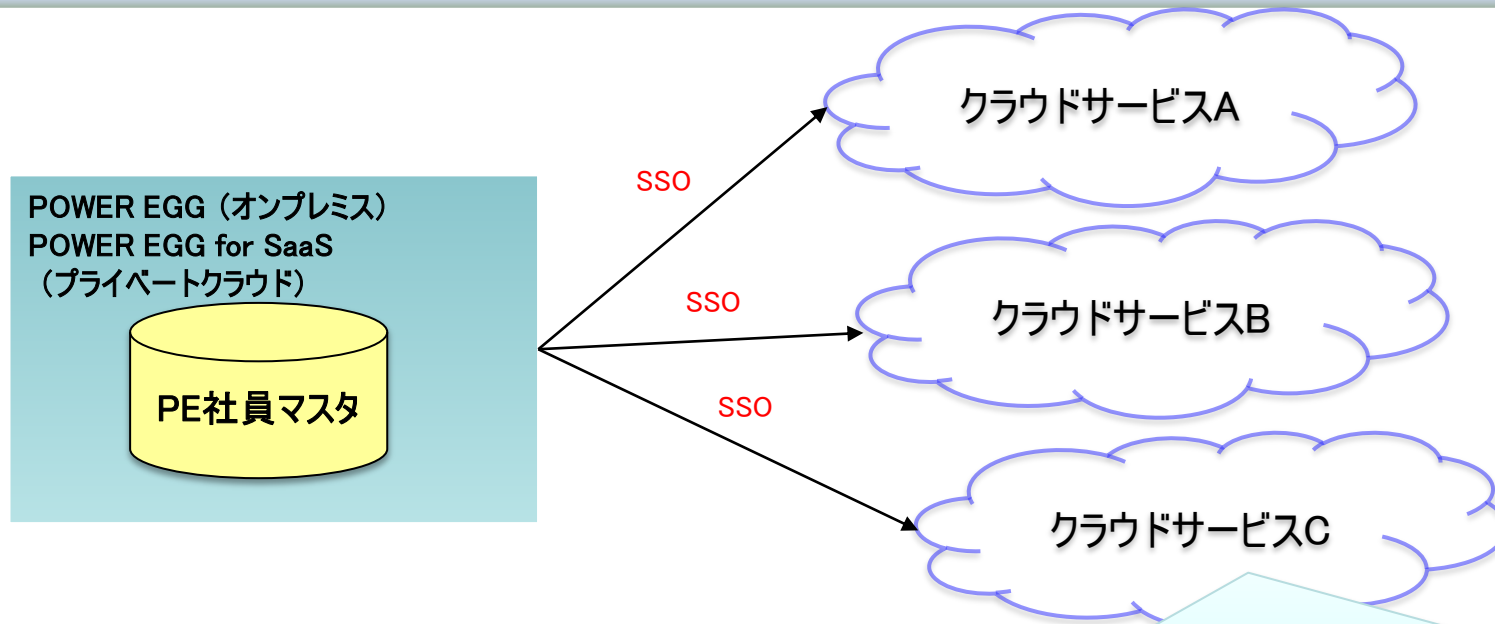 POWER EGG（オンプレミス）
POWER EGG for SaaS
（プライベートクラウド）
PE社員マスタ
SSO
SSO
SSO
クラウドサービスA
クラウドサービスB
クラウドサービスC